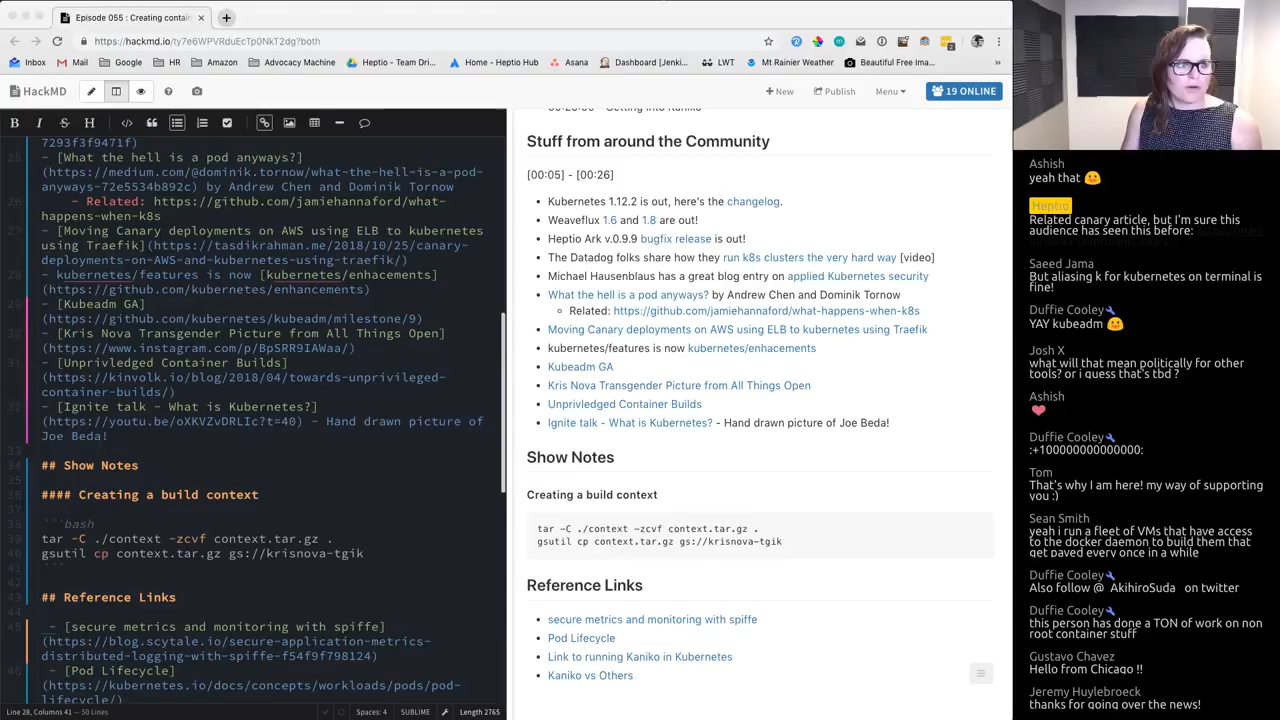 Episode 055 : Creating contain
https://hackmd.io/ty7e6WPVRduEcTp0NkT2dg?both
Inbox
Mail
Google
HR
Amazon
Advocacy Machine
Heptio - Team Dri…
Home - Heptio Hub
Asana
Dashboard [Jenki…
LWT
Mt Rainier Weather
Beautiful Free Ima…
»
HackMD
New
Publish
Menu
19 ONLINE
7293f3f9471f)
25
- [What the hell is a pod anyways?]
(https://medium.com/@dominik.tornow/what-the-hell-is-a-pod-
anyways-72e5534b892c) by Andrew Chen and Dominik Tornow
26
- Related: https://github.com/jamiehannaford/what-
happens-when-k8s
- [Moving Canary deployments on AWS using ELB to kubernetes
using Traefik](https://tasdikrahman.me/2018/10/25/canary-
deployments-on-AWS-and-kubernetes-using-traefik/)
28
- kubernetes/features is now [kubernetes/enhancements]
(https://github.com/kubernetes/enhancements)
29
- [Kubeadm GA]
(https://github.com/kubernetes/kubeadm/milestone/9)
30
- [Kris Nova Transgender Picture from All Things Open]
(https://www.instagram.com/p/BpSRR9IAWaa/)
- [Unprivledged Container Builds]
(https://kinvolk.io/blog/2018/04/towards-unprivileged-
container-builds/)
32
- [Ignite talk - What is Kubernetes?]
(https://youtu.be/oXKVZvDRLIc?t=40) - Hand drawn picture of
Joe Beda!
34
## Show Notes
#### Creating a build context
38
```bash
tar -C ./context -zcvf context.tar.gz .
40
gsutil cp context.tar.gz gs://krisnova-tgik
41
```
42
## Reference Links
44
45
- [secure metrics and monitoring with spiffe]
(https://blog.scytale.io/secure-application-metrics-
distributed-logging-with-spiffe-f54f9f798124)
46
- [Pod Lifecycle]
(https://kubernetes.io/docs/concepts/workloads/pods/pod-
lifecycle/)
Line 28, Columns 41 — 50 Lines
Spaces: 4
SUBLIME
Length 2765
Stuff from around the Community
[00:05] - [00:26]
• Kubernetes 1.12.2 is out, here's the changelog.
• Weaveflux 1.6 and 1.8 are out!
• Heptio Ark v.0.9.9 bugfix release is out!
• The Datadog folks share how they run k8s clusters the very hard way [video]
• Michael Hausenblaus has a great blog entry on applied Kubernetes security
• What the hell is a pod anyways? by Andrew Chen and Dominik Tornow
◦ Related: https://github.com/jamiehannaford/what-happens-when-k8s
• Moving Canary deployments on AWS using ELB to kubernetes using Traefik
• kubernetes/features is now kubernetes/enhacements
• Kubeadm GA
• Kris Nova Transgender Picture from All Things Open
• Unprivledged Container Builds
• Ignite talk - What is Kubernetes? - Hand drawn picture of Joe Beda!
Show Notes
Creating a build context
tar -C ./context -zcvf context.tar.gz .
gsutil cp context.tar.gz gs://krisnova-tgik
Reference Links
• secure metrics and monitoring with spiffe
• Pod Lifecycle
• Link to running Kaniko in Kubernetes
• Kaniko vs Others
Ashish
yeah that
Heptio
Related canary article, but I'm sure this
audience has seen this before:
Saeed Jama
But aliasing k for kubernetes on terminal is
fine!
Duffie Cooley
YAY kubeadm
Josh X
what will that mean politically for other
tools? or i guess that's tbd ?
Ashish
Duffie Cooley
:+100000000000000:
Tom
That's why I am here! my way of supporting
you :)
Sean Smith
yeah i run a fleet of VMs that have access
to the docker daemon to build them that
get paved every once in a while
Duffie Cooley
Also follow @ AkihiroSuda on twitter
Duffie Cooley
this person has done a TON of work on non
root container stuff
Gustavo Chavez
Hello from Chicago !!
Jeremy Huylebroeck
thanks for going over the news!